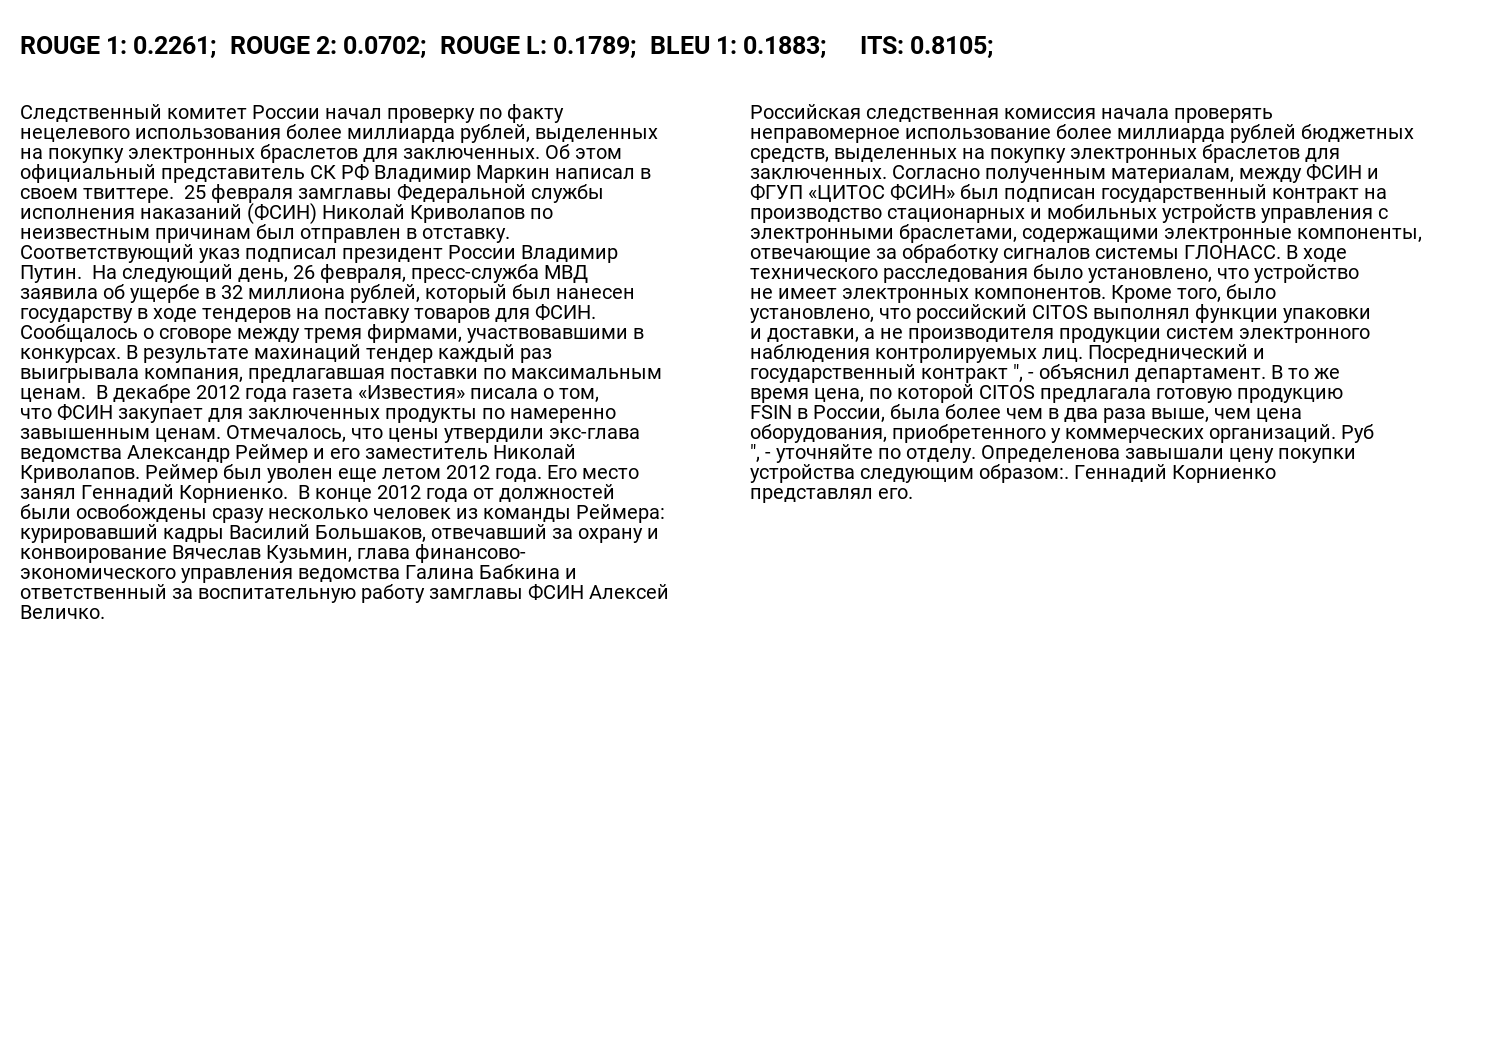 ROUGE 1: 0.2261;  ROUGE 2: 0.0702;  ROUGE L: 0.1789;  BLEU 1: 0.1883;     ITS: 0.8105;
Следственный комитет России начал проверку по факту
нецелевого использования более миллиарда рублей, выделенных
на покупку электронных браслетов для заключенных. Об этом
официальный представитель СК РФ Владимир Маркин написал в
своем твиттере.  25 февраля замглавы Федеральной службы
исполнения наказаний (ФСИН) Николай Криволапов по
неизвестным причинам был отправлен в отставку.
Соответствующий указ подписал президент России Владимир
Путин.  На следующий день, 26 февраля, пресс-служба МВД
заявила об ущербе в 32 миллиона рублей, который был нанесен
государству в ходе тендеров на поставку товаров для ФСИН.
Сообщалось о сговоре между тремя фирмами, участвовавшими в
конкурсах. В результате махинаций тендер каждый раз
выигрывала компания, предлагавшая поставки по максимальным
ценам.  В декабре 2012 года газета «Известия» писала о том,
что ФСИН закупает для заключенных продукты по намеренно
завышенным ценам. Отмечалось, что цены утвердили экс-глава
ведомства Александр Реймер и его заместитель Николай
Криволапов. Реймер был уволен еще летом 2012 года. Его место
занял Геннадий Корниенко.  В конце 2012 года от должностей
были освобождены сразу несколько человек из команды Реймера:
курировавший кадры Василий Большаков, отвечавший за охрану и
конвоирование Вячеслав Кузьмин, глава финансово-
экономического управления ведомства Галина Бабкина и
ответственный за воспитательную работу замглавы ФСИН Алексей
Величко.
Российская следственная комиссия начала проверять
неправомерное использование более миллиарда рублей бюджетных
средств, выделенных на покупку электронных браслетов для
заключенных. Согласно полученным материалам, между ФСИН и
ФГУП «ЦИТОС ФСИН» был подписан государственный контракт на
производство стационарных и мобильных устройств управления с
электронными браслетами, содержащими электронные компоненты,
отвечающие за обработку сигналов системы ГЛОНАСС. В ходе
технического расследования было установлено, что устройство
не имеет электронных компонентов. Кроме того, было
установлено, что российский CITOS выполнял функции упаковки
и доставки, а не производителя продукции систем электронного
наблюдения контролируемых лиц. Посреднический и
государственный контракт ", - объяснил департамент. В то же
время цена, по которой CITOS предлагала готовую продукцию
FSIN в России, была более чем в два раза выше, чем цена
оборудования, приобретенного у коммерческих организаций. Руб
", - уточняйте по отделу. Определенова завышали цену покупки
устройства следующим образом:. Геннадий Корниенко
представлял его.